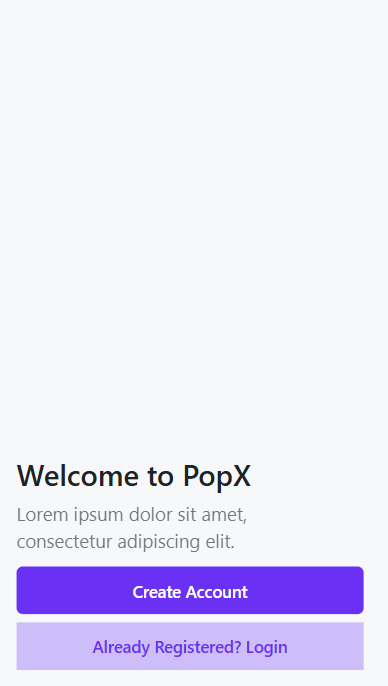 Welcome to PopX
Lorem ipsum dolor sit amet,
consectetur adipiscing elit.
Create Account
Already Registered? Login